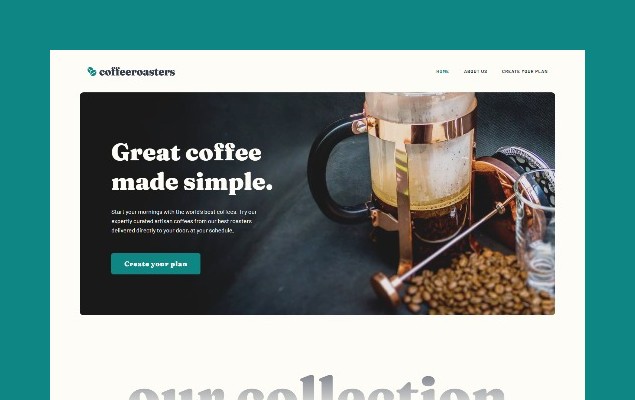 coffeeroasters
HOME ABOUT US CREATE YOUR PLAN
Great coffee
made simple.
Start your mornings with the world's best coffees. Try our
expertly curated artisan coffees from our best roasters
delivered directly to your door, at your schedule.
Create your plan
our collection